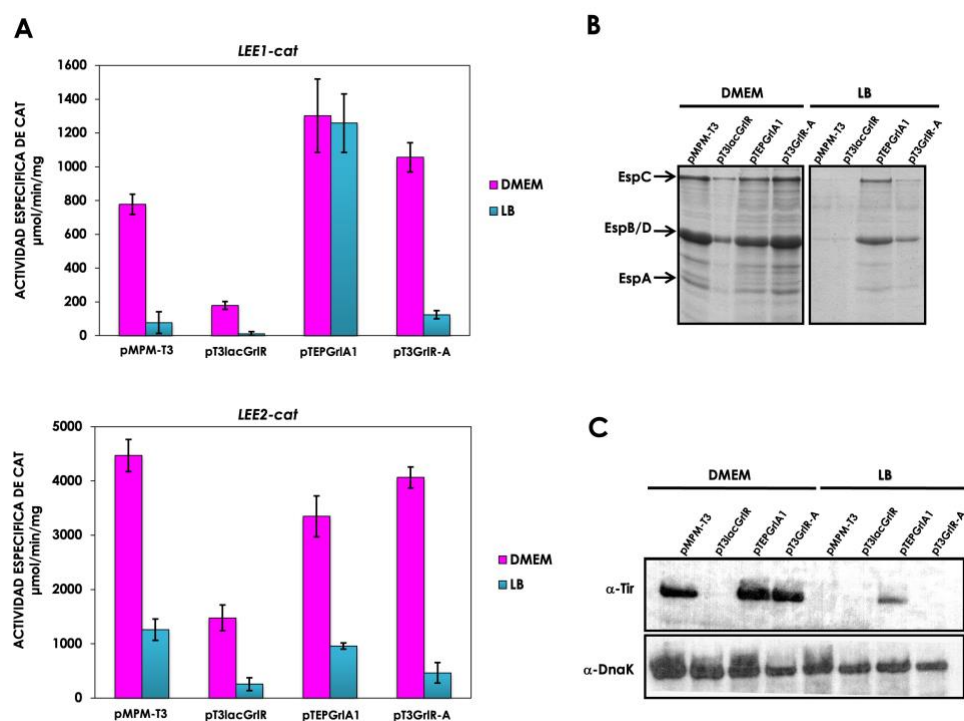 A
LEE1-cat
ACTIVIDAD ESPECIFICA DE CAT
µmol/min/mg
1600
1400
1200
1000
800
600
400
200
0
pMPM-T3
pT3lacGrlR
pTEPGrlA1
pT3GrlR-A
DMEM
LB
LEE2-cat
ACTIVIDAD ESPECIFICA DE CAT
µmol/min/mg
5000
4000
3000
2000
1000
0
pMPM-T3
pT3lacGrlR
pTEPGrlA1
pT3GrlR-A
DMEM
LB
B
DMEM
LB
pMPM-T3
pT3lacGrlR
pTEPGrlA1
pT3GrlR-A
pMPM-T3
pT3lacGrlR
pTEPGrlA1
pT3GrlR-A
EspC
EspB/D
EspA
C
DMEM
LB
pMPM-T3
pT3lacGrlR
pTEPGrlA1
pT3GrlR-A
pMPM-T3
pT3lacGrlR
pTEPGrlA1
pT3GrlR-A
α-Tir
α-DnaK